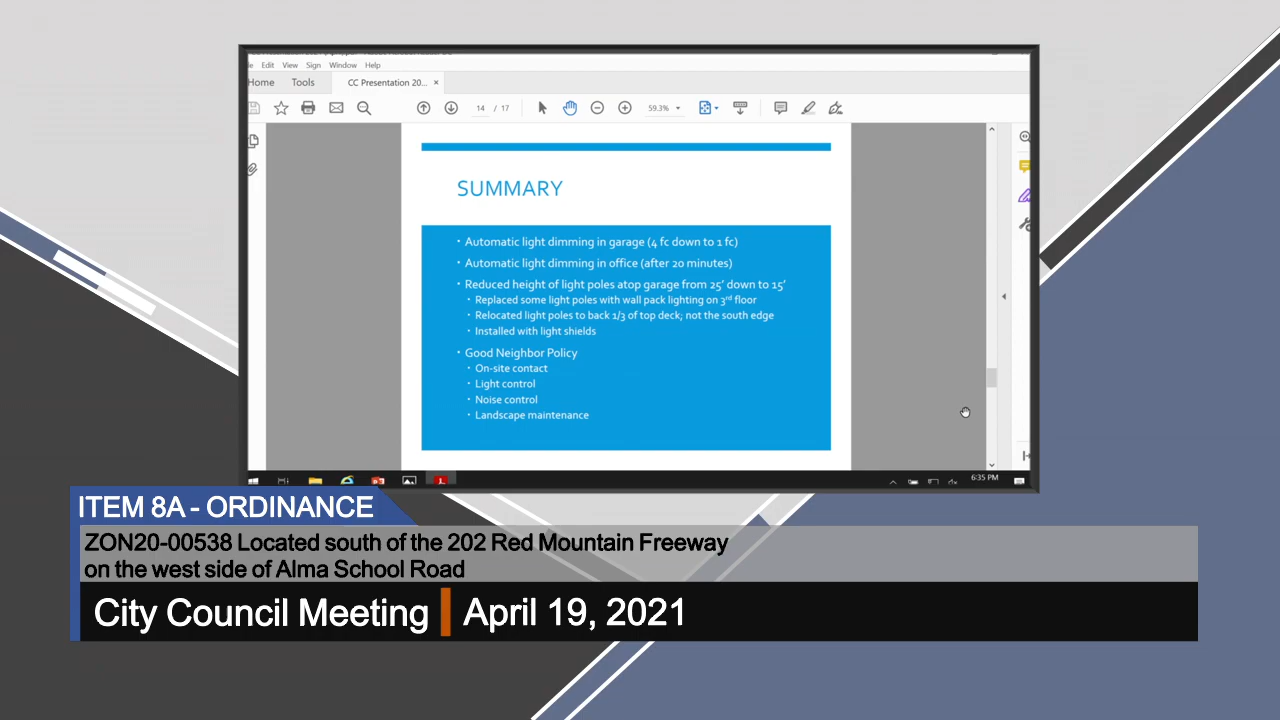 Edit View Sign Window Help
Home Tools CC Presentation 20... ×
14 / 17 59.3%
SUMMARY
• Automatic light dimming in garage (4 fc down to 1 fc)
• Automatic light dimming in office (after 20 minutes)
• Reduced height of light poles atop garage from 25' down to 15'
• Replaced some light poles with wall pack lighting on 3rd floor
• Relocated light poles to back 1/3 of top deck; not the south edge
• Installed with light shields
• Good Neighbor Policy
• On-site contact
• Light control
• Noise control
• Landscape maintenance
6:35 PM
ITEM 8A - ORDINANCE
ZON20-00538 Located south of the 202 Red Mountain Freeway
on the west side of Alma School Road
City Council Meeting April 19, 2021